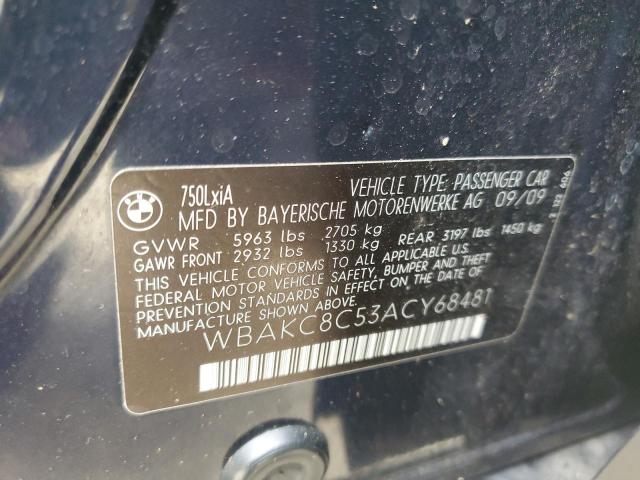 BMW
750LxiA VEHICLE TYPE: PASSENGER CAR
MFD BY BAYERISCHE MOTORENWERKE AG 09/09
GVWR 5963 lbs 2705 kg
GAWR FRONT 2932 lbs 1330 kg REAR 3197 lbs 1450 kg
THIS VEHICLE CONFORMS TO ALL APPLICABLE U.S.
FEDERAL MOTOR VEHICLE SAFETY, BUMPER AND THEFT
PREVENTION STANDARDS IN EFFECT ON THE DATE OF
MANUFACTURE SHOWN ABOVE.
WBAKC8C53ACY68481